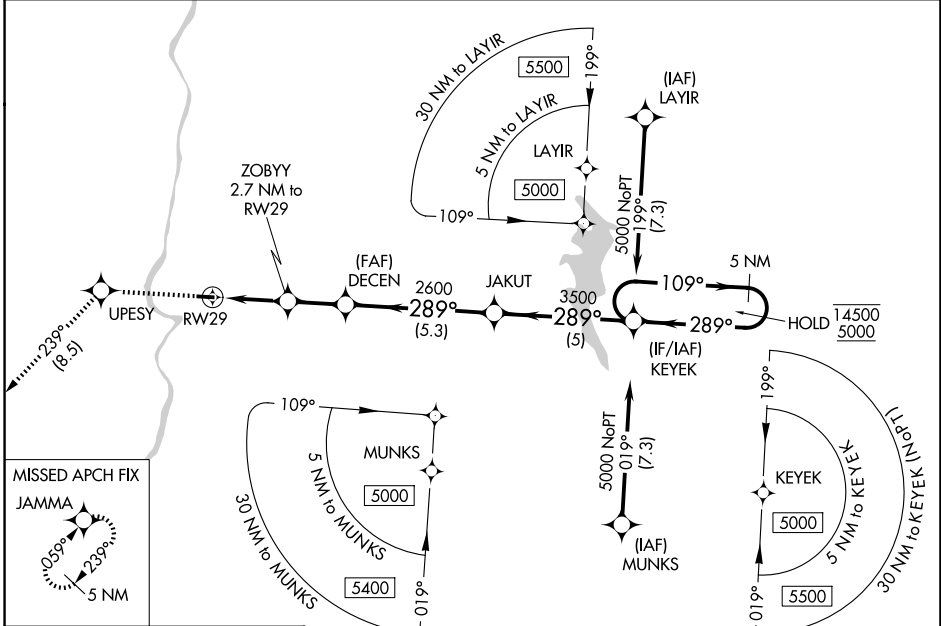 30 NM to LAYIR
5500
199°
5 NM to LAYIR
LAYIR
5000
109°
(IAF)
LAYIR
5000 NoPT
199°
(7.3)
ZOBYY
2.7 NM to
RW29
(FAF)
DECEN
JAKUT
2600
289°
(5.3)
3500
289°
(5)
109°
5 NM
289°
HOLD
14500
5000
(IF/IAF)
KEYEK
UPESY
RW29
239°
(8.5)
5000 NoPT
019°
(7.3)
(IAF)
MUNKS
109°
MUNKS
5000
5 NM to MUNKS
30 NM to MUNKS
5400
019°
199°
KEYEK
5000
5 NM to KEYEK
30 NM to KEYEK (NoPT)
5500
019°
MISSED APCH FIX
JAMMA
059°
239°
5 NM